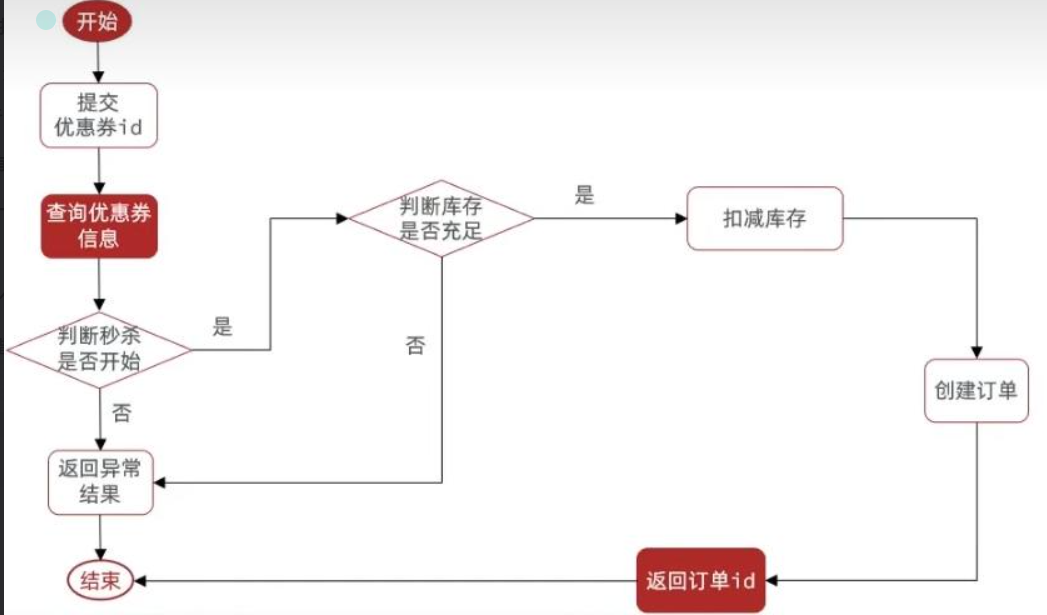 开始
提交
优惠券id
查询优惠券
信息
判断秒杀
是否开始
是
否
返回异常
结果
结束
判断库存
是否充足
是
否
扣减库存
创建订单
返回订单id